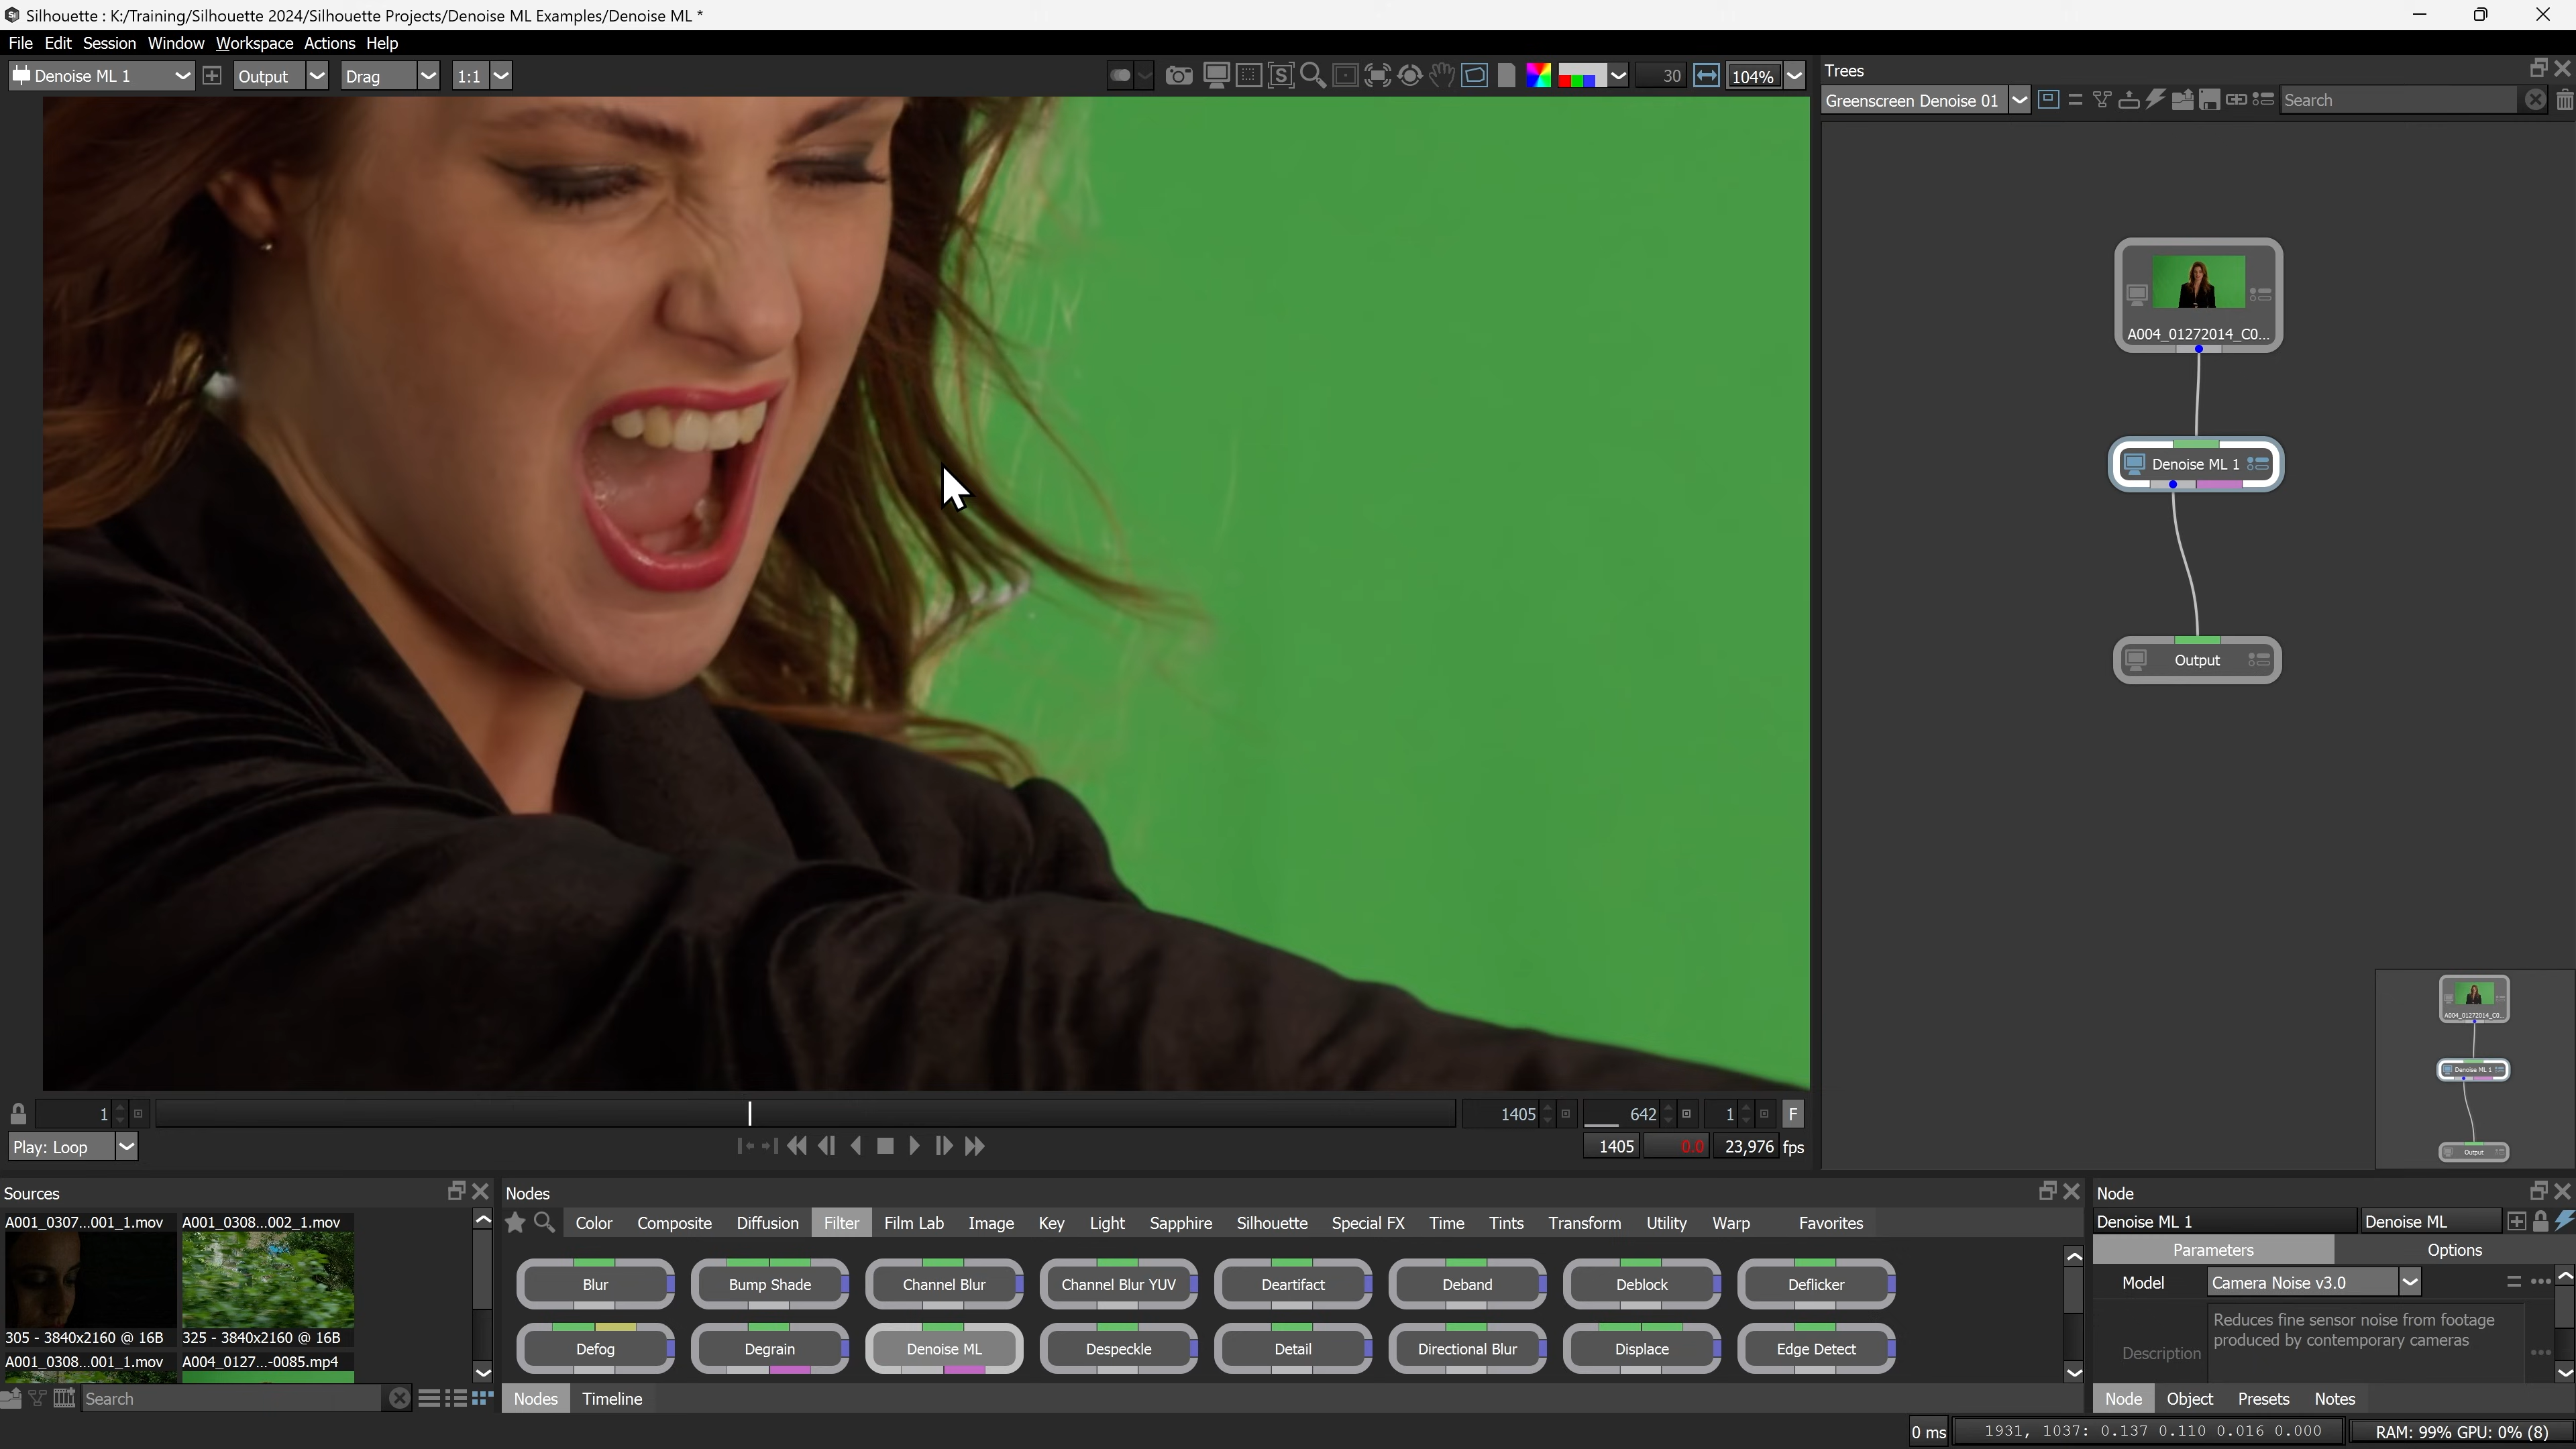 Silhouette : K:/Training/Silhouette 2024/Silhouette Projects/Denoise ML Examples/Denoise ML *
File Edit Session Window Workspace Actions Help
Denoise ML 1 Output Drag 1:1 30 104%
Trees
Greenscreen Denoise 01 Search
A004_01272014_C0...
Denoise ML 1
Output
A004_01272014_C0...
Denoise ML 1
Output
1 1405 642 1 F
Play: Loop 1405 0.0 23,976 fps
Sources
A001_0307...001_1.mov A001_0308...002_1.mov
305 - 3840x2160 @ 16B 325 - 3840x2160 @ 16B
A001_0308...001_1.mov A004_0127...-0085.mp4
Search
Nodes
Color Composite Diffusion Filter Film Lab Image Key Light Sapphire Silhouette Special FX Time Tints Transform Utility Warp Favorites
Blur Bump Shade Channel Blur Channel Blur YUV Deartifact Deband Deblock Deflicker
Defog Degrain Denoise ML Despeckle Detail Directional Blur Displace Edge Detect
Nodes Timeline
Node
Denoise ML 1 Denoise ML
Parameters Options
Model Camera Noise v3.0
Description Reduces fine sensor noise from footage
produced by contemporary cameras
Node Object Presets Notes
0 ms 1931, 1037: 0.137 0.110 0.016 0.000 RAM: 99% GPU: 0% (8)